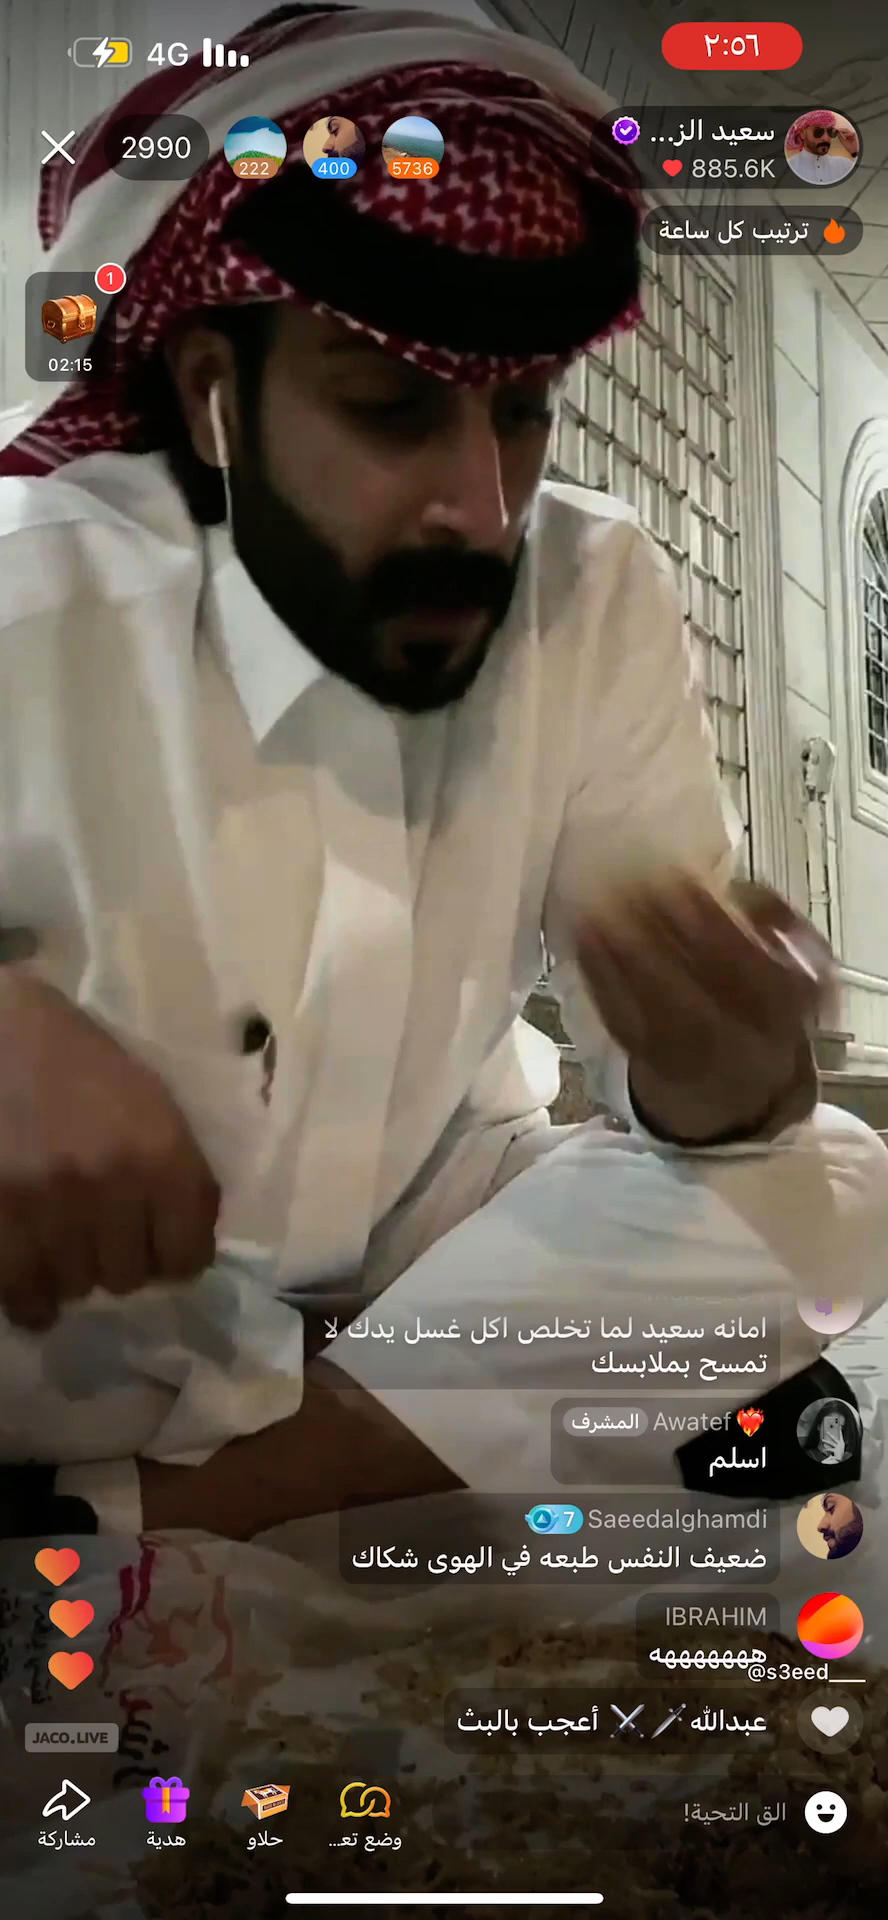 4G
٢:٥٦
سعيد الز...
885.6K
2990
222
400
5736
ترتيب كل ساعة
1
02:15
امانه سعيد لما تخلص اكل غسل يدك لا
تمسح بملابسك
Awatef❤️‍🔥 المشرف
اسلم
Saeedalghamdi 7
ضعيف النفس طبعه في الهوى شكاك
IBRAHIM
هههههههه
@s3eed___
عبدالله🗡️⚔️ أعجب بالبث
JACO.LIVE
مشاركة
هدية
حلاو
وضع تعـ...
الق التحية!